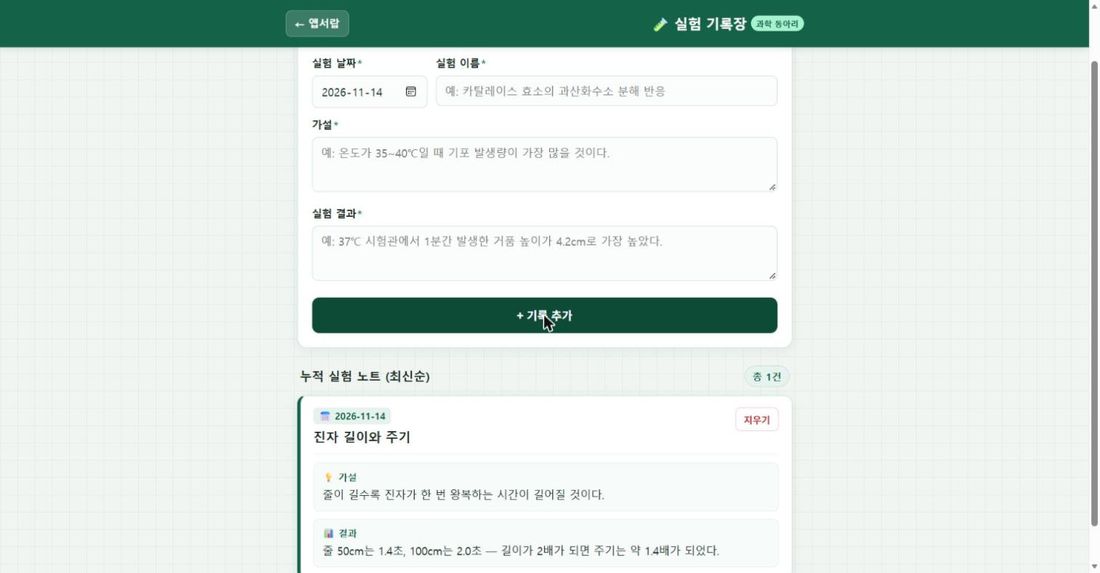 ← 앱서랍
실험 기록장 과학 동아리
실험 날짜* 실험 이름*
2026-11-14 예: 카탈레이스 효소의 과산화수소 분해 반응
가설*
예: 온도가 35~40℃일 때 기포 발생량이 가장 많을 것이다.
실험 결과*
예: 37℃ 시험관에서 1분간 발생한 거품 높이가 4.2cm로 가장 높았다.
+ 기록 추가
누적 실험 노트 (최신순) 총 1건
2026-11-14 지우기
진자 길이와 주기
가설
줄이 길수록 진자가 한 번 왕복하는 시간이 길어질 것이다.
결과
줄 50cm는 1.4초, 100cm는 2.0초 — 길이가 2배가 되면 주기는 약 1.4배가 되었다.